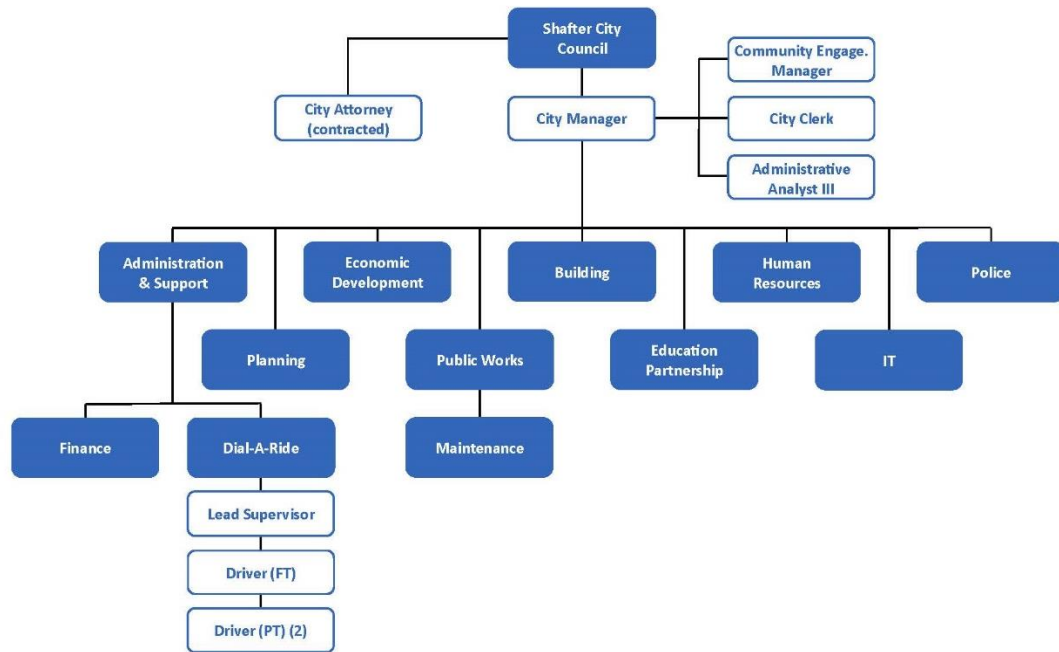 Shafter City
Council
Community Engage.
Manager
City Attorney
(contracted)
City Manager
City Clerk
Administrative
Analyst III
Administration
& Support
Economic
Development
Building
Human
Resources
Police
Planning
Public Works
Education
Partnership
IT
Finance
Dial-A-Ride
Maintenance
Lead Supervisor
Driver (FT)
Driver (PT) (2)